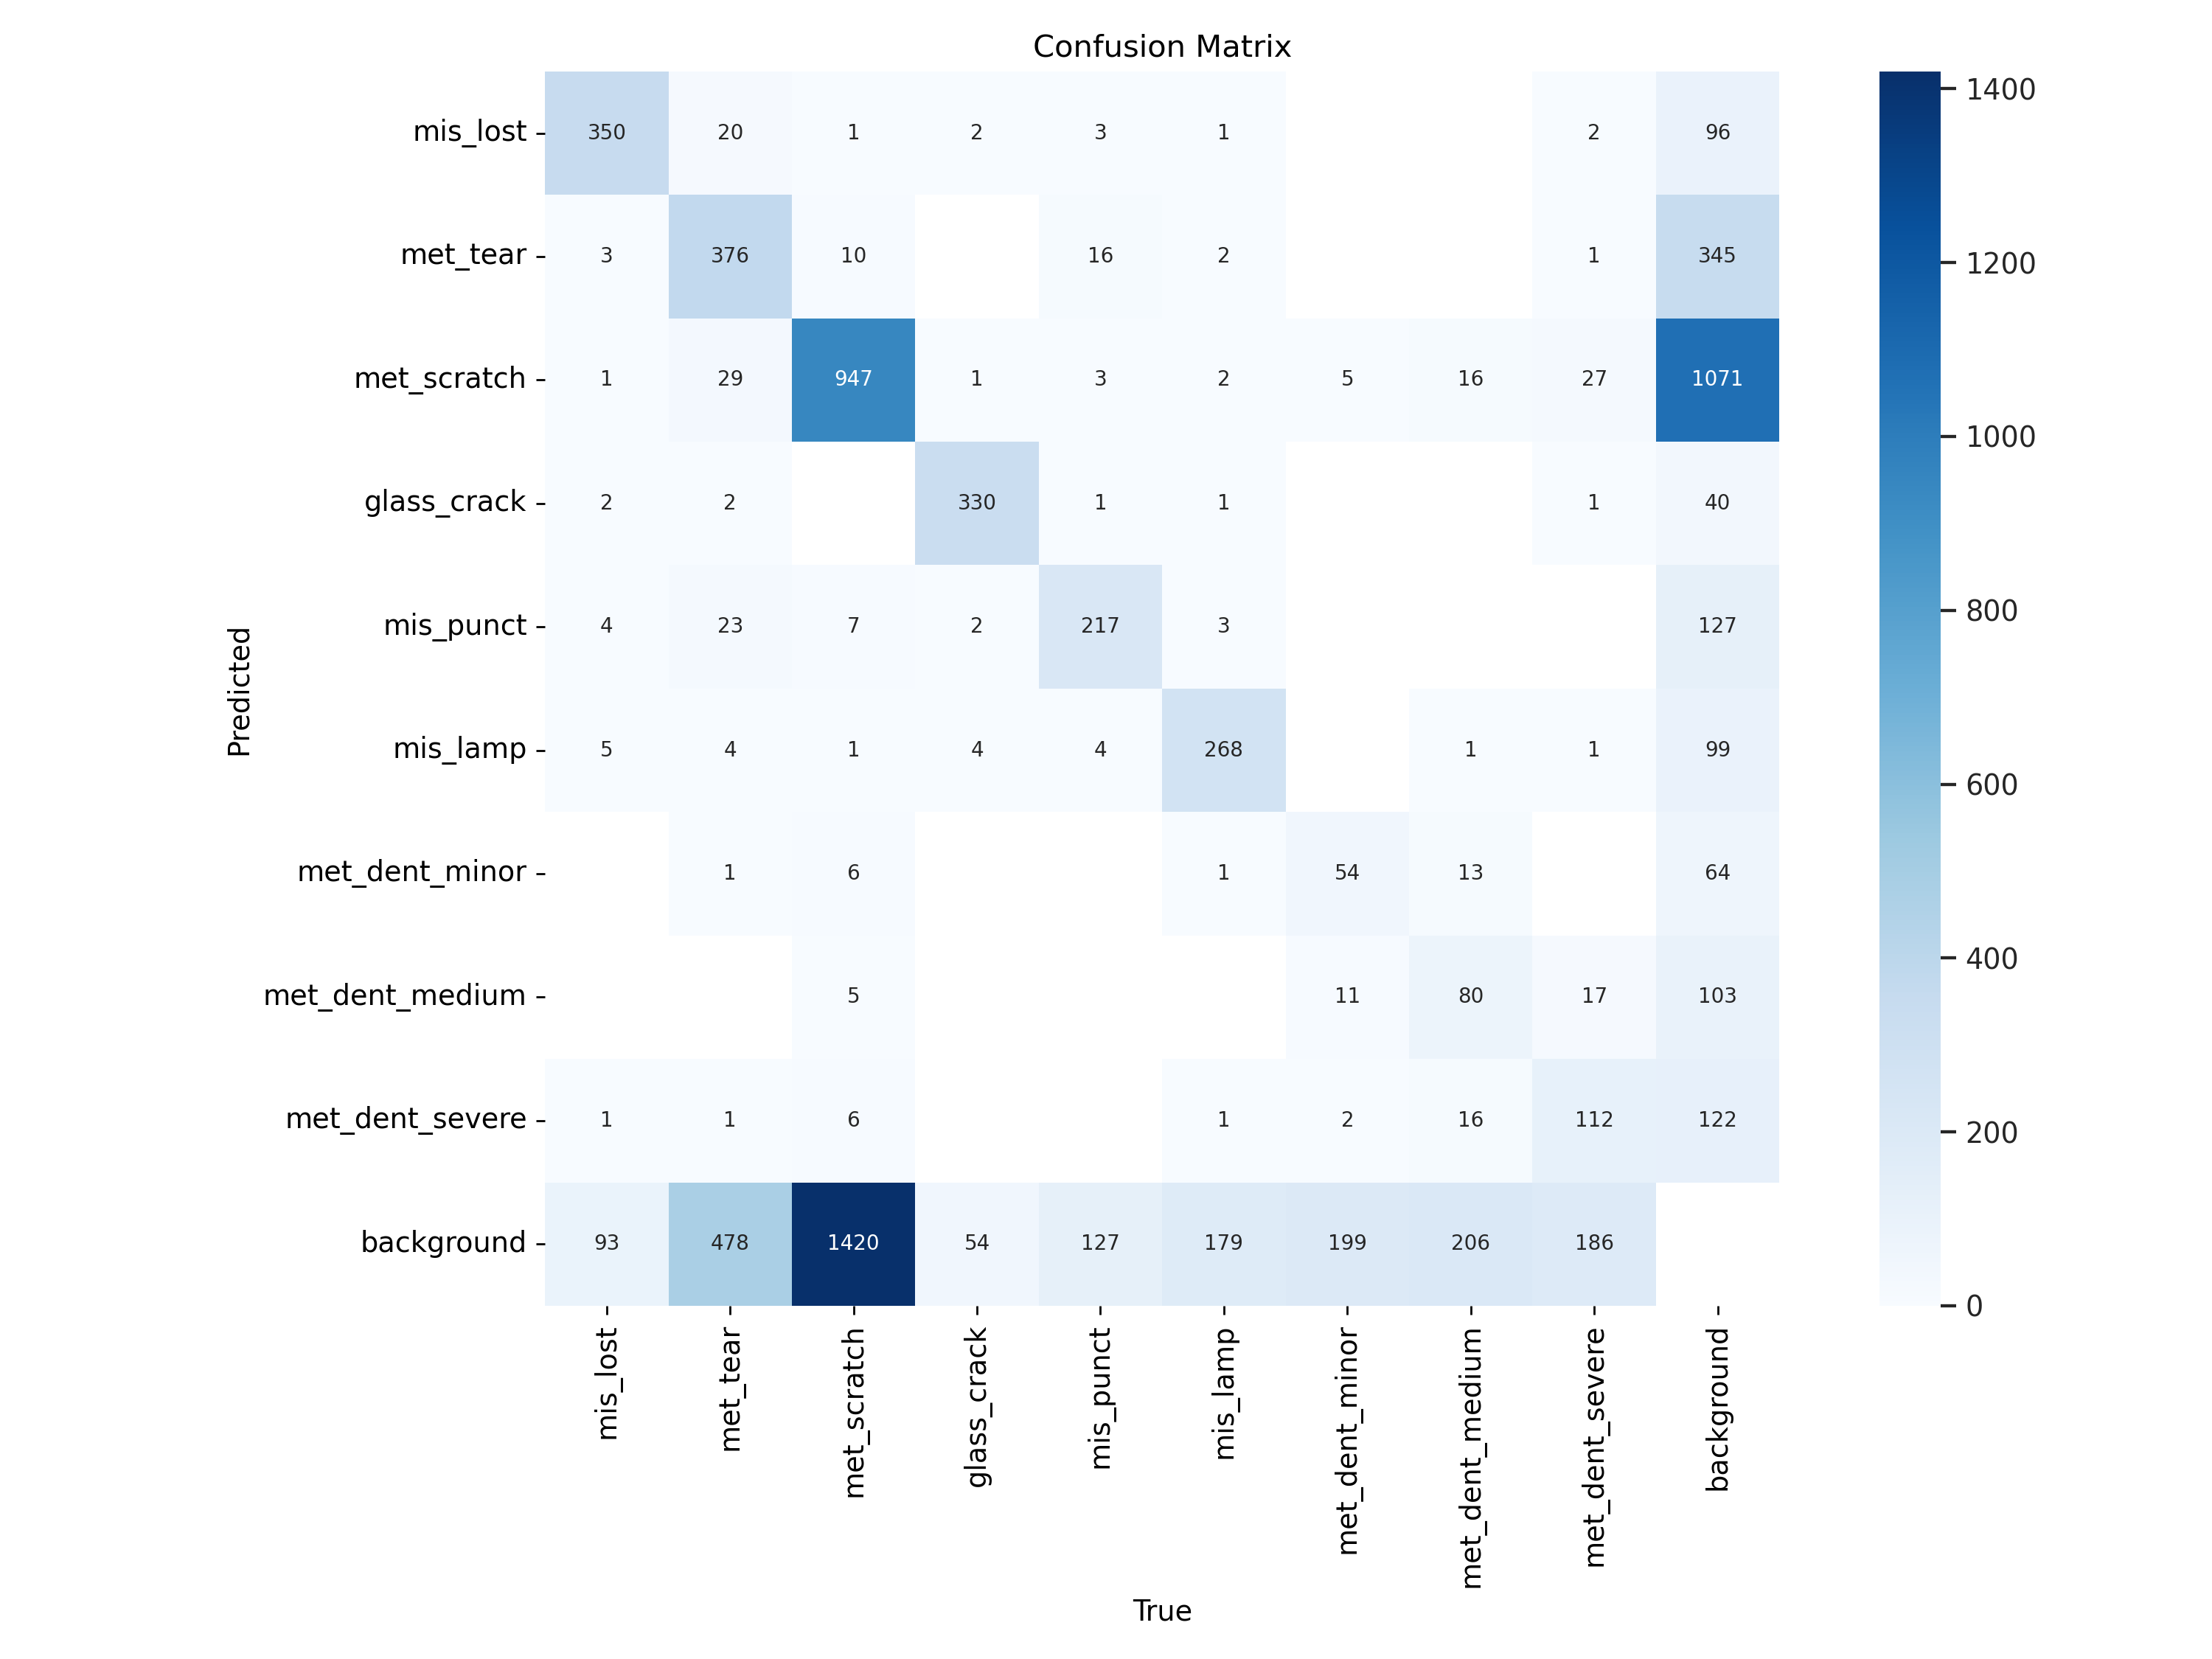 Confusion Matrix
mis_lost 350 20 1 2 3 1 2 96
met_tear 3 376 10 16 2 1 345
met_scratch 1 29 947 1 3 2 5 16 27 1071
glass_crack 2 2 330 1 1 1 40
mis_punct 4 23 7 2 217 3 127
mis_lamp 5 4 1 4 4 268 1 1 99
met_dent_minor 1 6 1 54 13 64
met_dent_medium 5 11 80 17 103
met_dent_severe 1 1 6 1 2 16 112 122
background 93 478 1420 54 127 179 199 206 186
Predicted
mis_lost met_tear met_scratch glass_crack mis_punct mis_lamp met_dent_minor met_dent_medium met_dent_severe background
True
1400
1200
1000
800
600
400
200
0